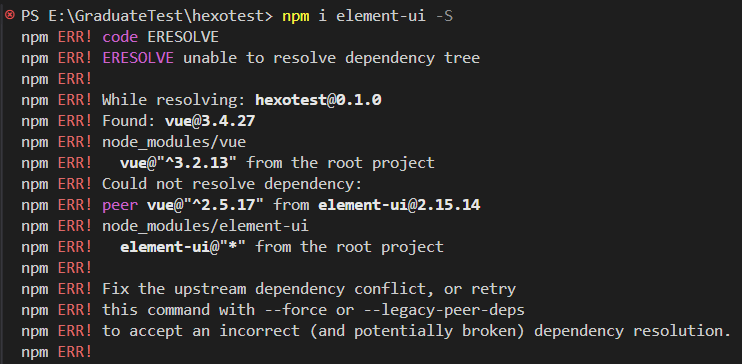 PS E:\GraduateTest\hexotest> npm i element-ui -S
npm ERR! code ERESOLVE
npm ERR! ERESOLVE unable to resolve dependency tree
npm ERR!
npm ERR! While resolving: hexotest@0.1.0
npm ERR! Found: vue@3.4.27
npm ERR! node_modules/vue
npm ERR!   vue@"^3.2.13" from the root project
npm ERR! Could not resolve dependency:
npm ERR! peer vue@"^2.5.17" from element-ui@2.15.14
npm ERR! node_modules/element-ui
npm ERR!   element-ui@"*" from the root project
npm ERR!
npm ERR! Fix the upstream dependency conflict, or retry
npm ERR! this command with --force or --legacy-peer-deps
npm ERR! to accept an incorrect (and potentially broken) dependency resolution.
npm ERR!